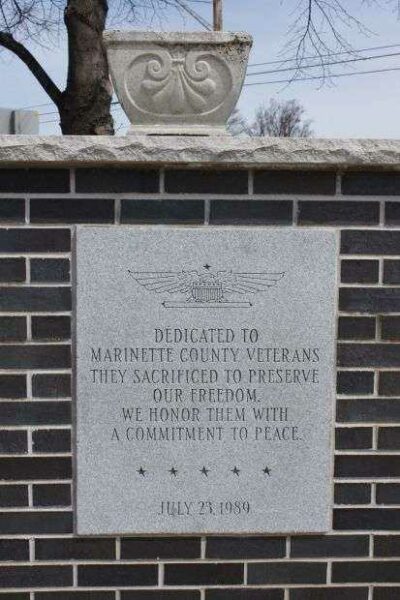 DEDICATED TO
MARINETTE COUNTY VETERANS
THEY SACRIFICED TO PRESERVE
OUR FREEDOM.
WE HONOR THEM WITH
A COMMITMENT TO PEACE.
JULY 23, 1989